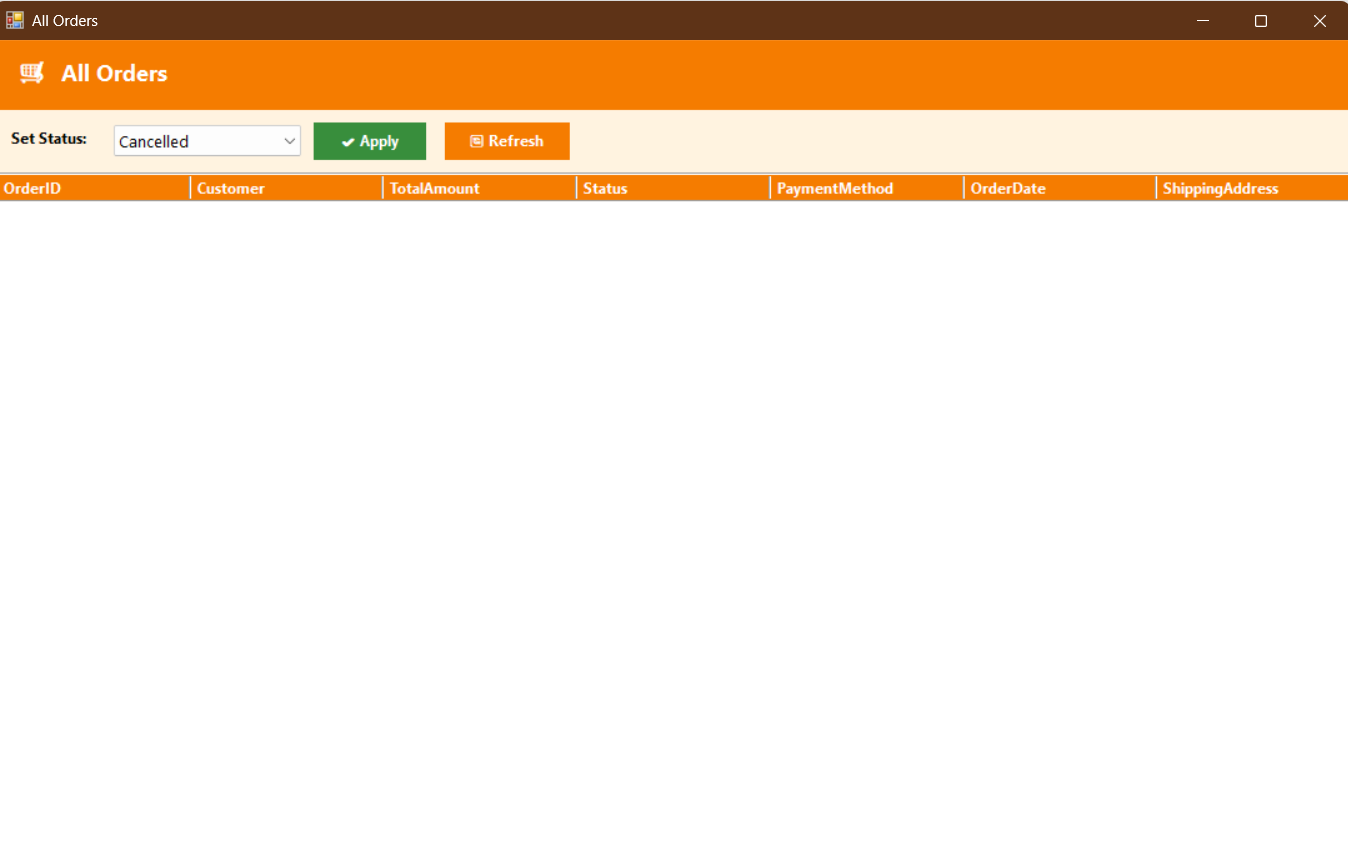 All Orders
All Orders
Set Status: Cancelled Apply Refresh
OrderID Customer TotalAmount Status PaymentMethod OrderDate ShippingAddress